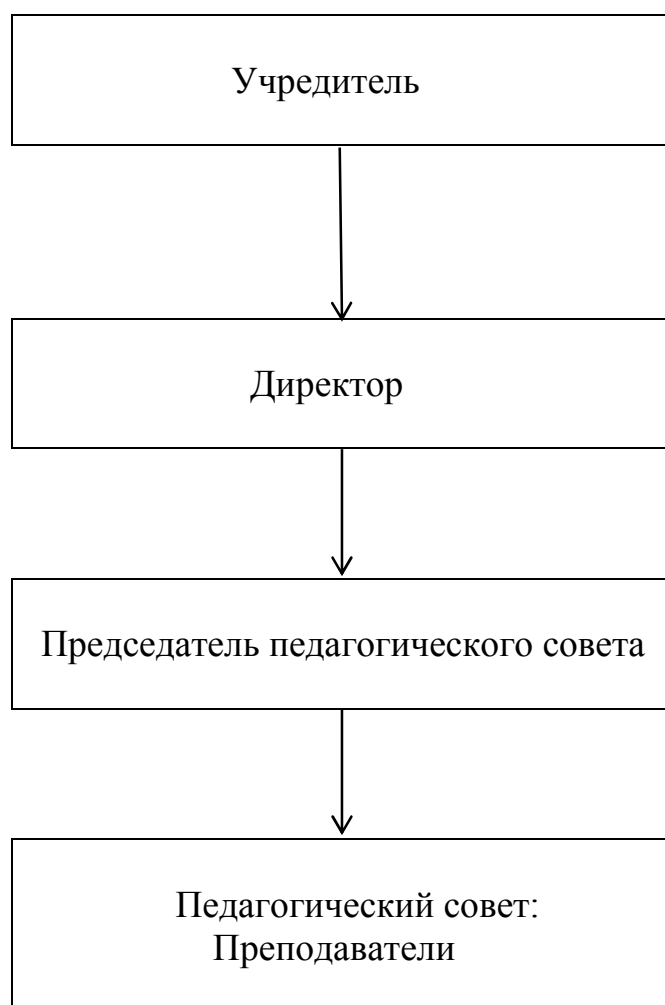 Учредитель
Директор
Председатель педагогического совета
Педагогический совет:
Преподаватели